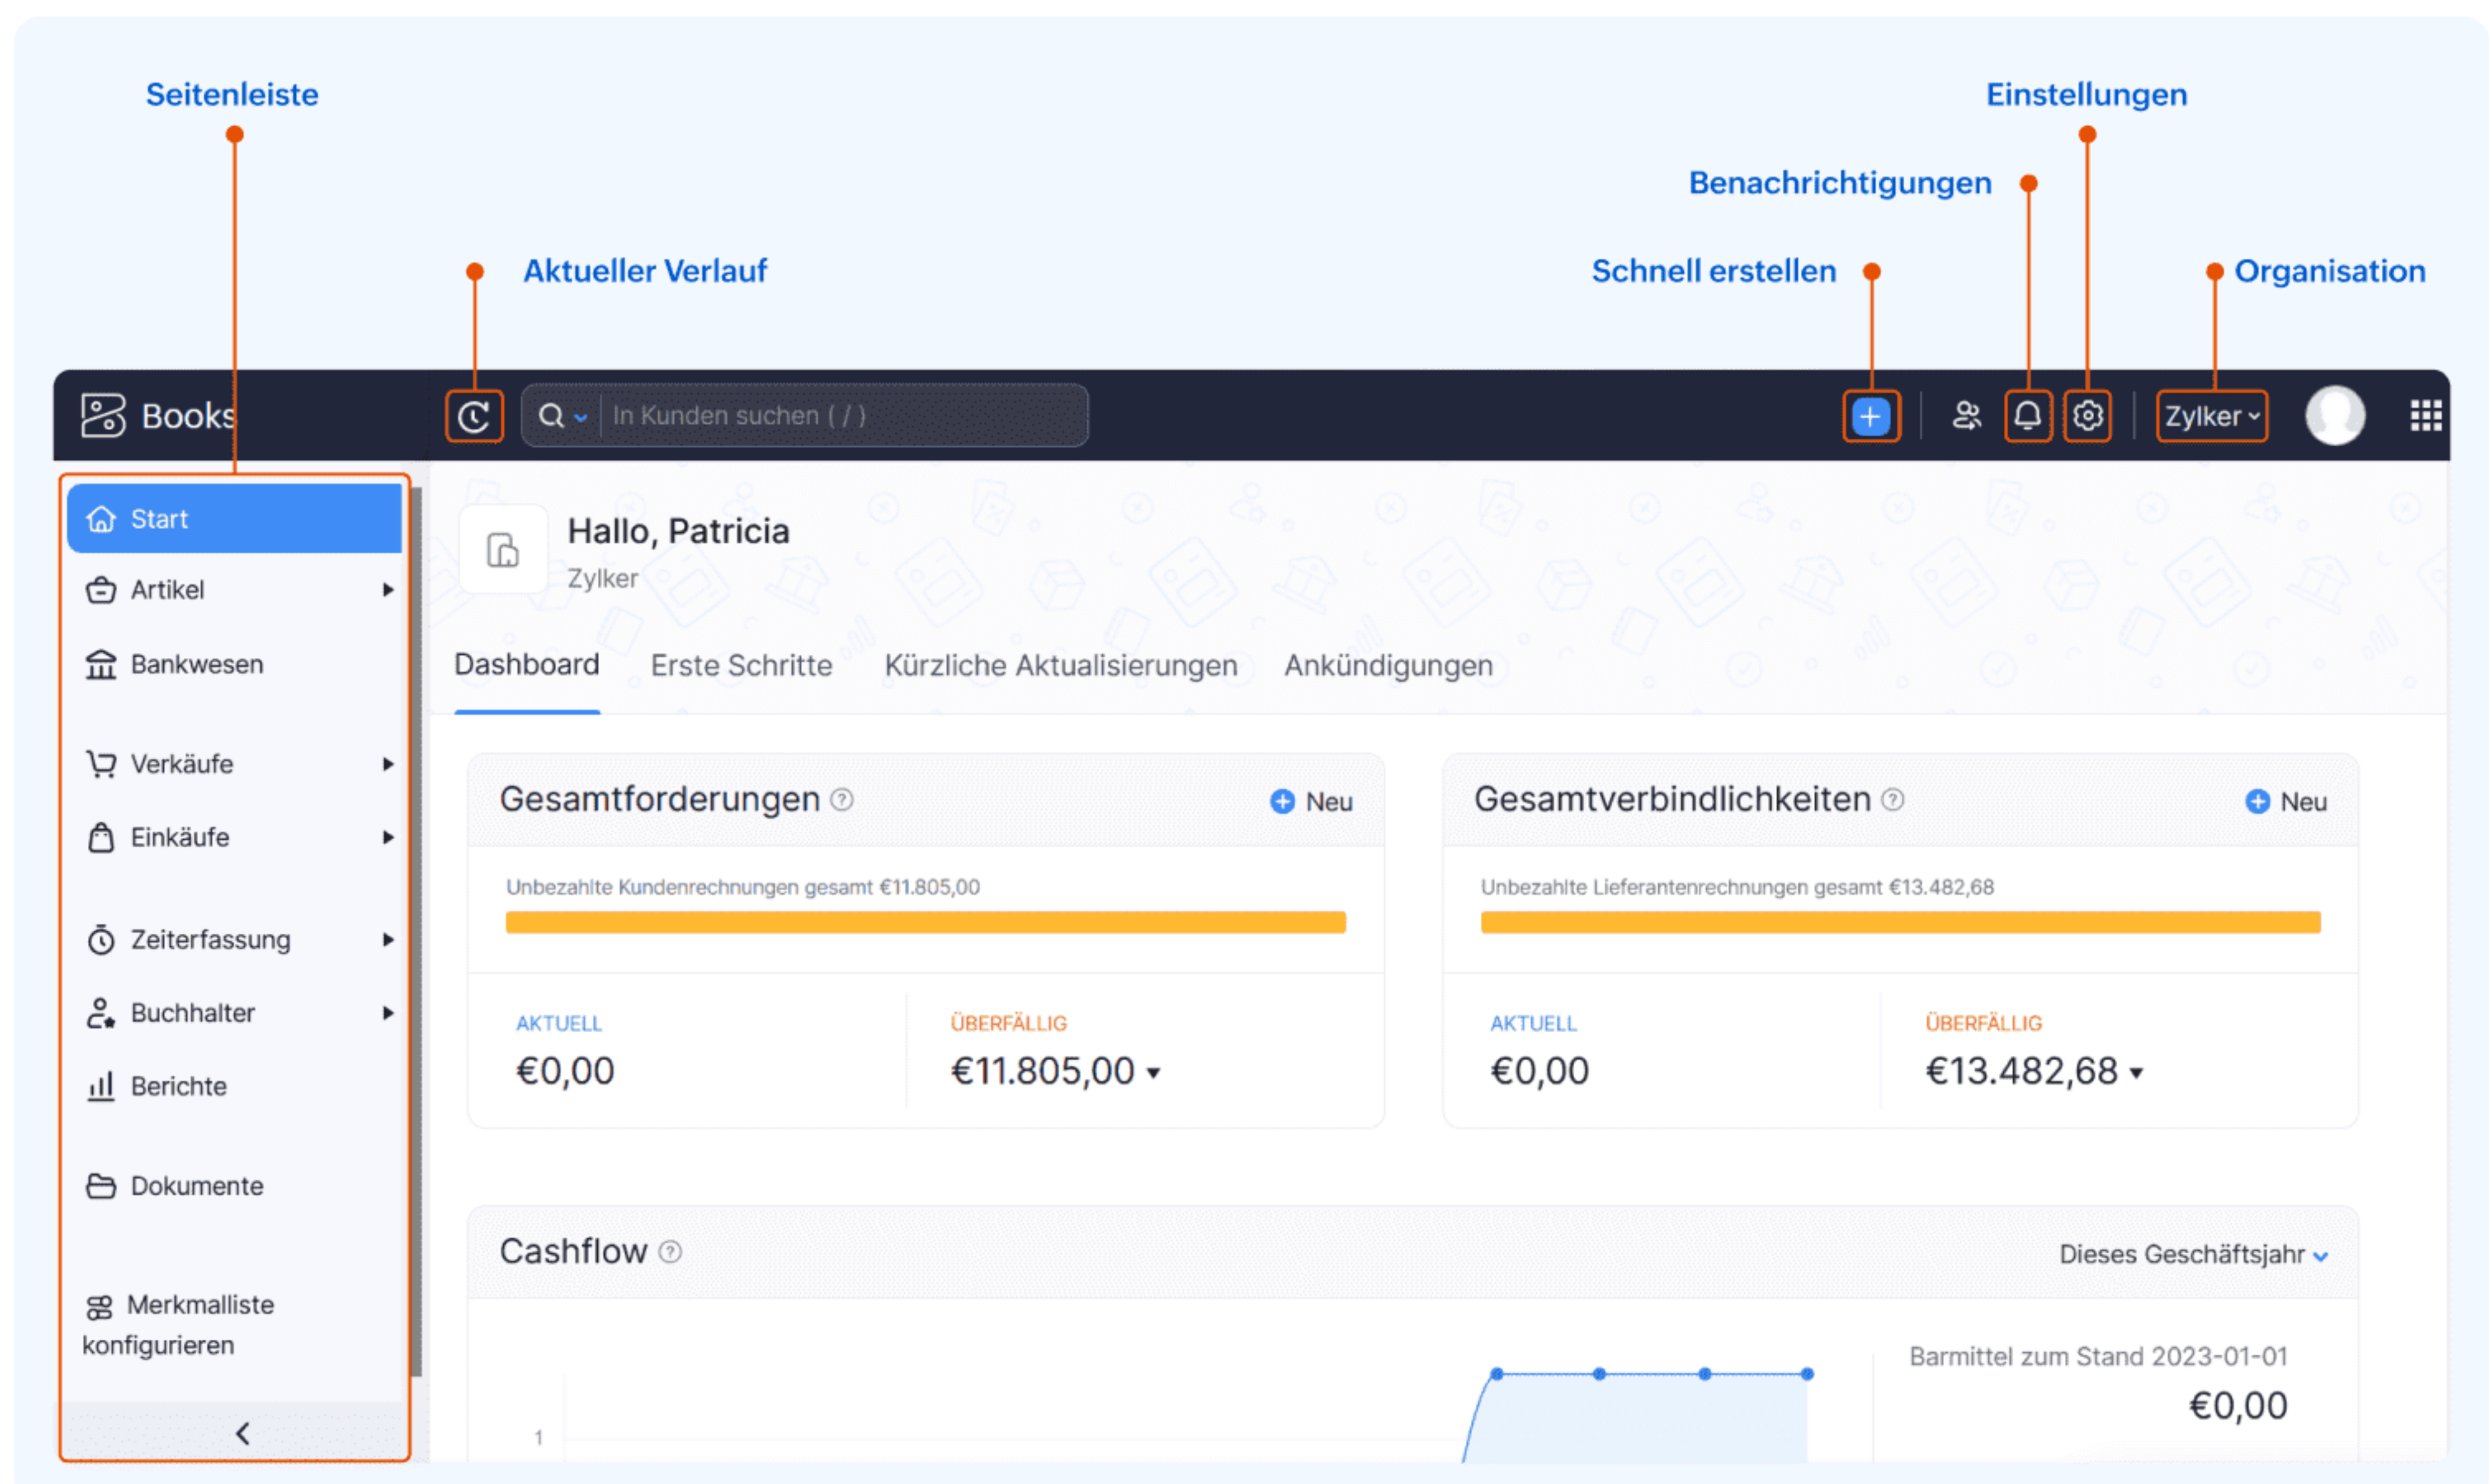 Seitenleiste
Einstellungen
Benachrichtigungen
Aktueller Verlauf
Schnell erstellen
Organisation
Books
In Kunden suchen ( / )
Zylker
Start
Artikel
Bankwesen
Verkäufe
Einkäufe
Zeiterfassung
Buchhalter
Berichte
Dokumente
Merkmalliste
konfigurieren
Hallo, Patricia
Zylker
Dashboard Erste Schritte Kürzliche Aktualisierungen Ankündigungen
Gesamtforderungen ? Neu
Unbezahlte Kundenrechnungen gesamt €11.805,00
AKTUELL ÜBERFÄLLIG
€0,00 €11.805,00
Gesamtverbindlichkeiten ? Neu
Unbezahlte Lieferantenrechnungen gesamt €13.482,68
AKTUELL ÜBERFÄLLIG
€0,00 €13.482,68
Cashflow ? Dieses Geschäftsjahr
Barmittel zum Stand 2023-01-01
€0,00
1